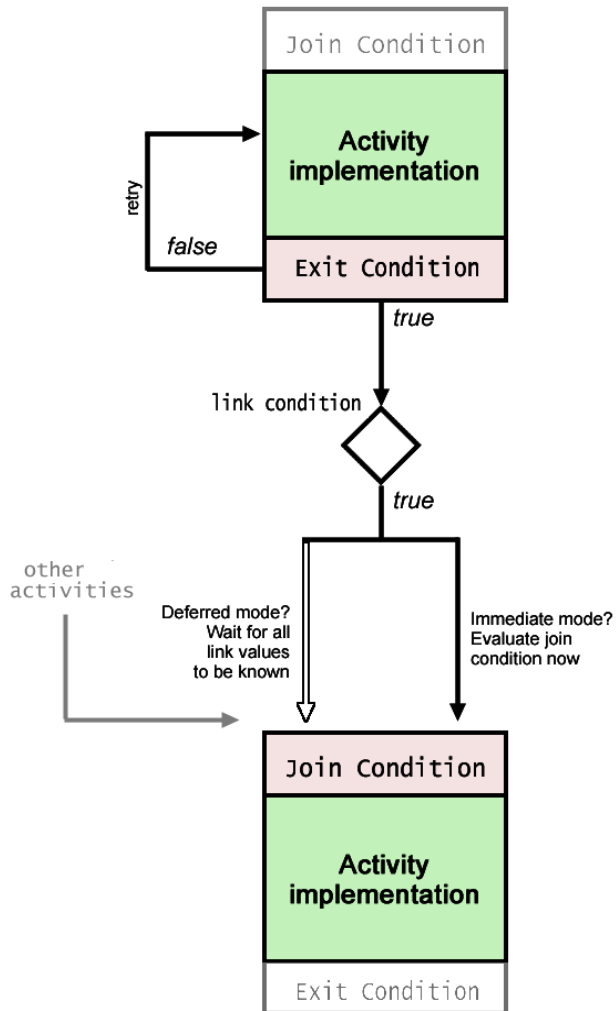 Join Condition
Activity
implementation
retry
false
Exit Condition
true
link condition
true
other
activities
Deferred mode?
Wait for all
link values
to be known
Immediate mode?
Evaluate join
condition now
Join Condition
Activity
implementation
Exit Condition